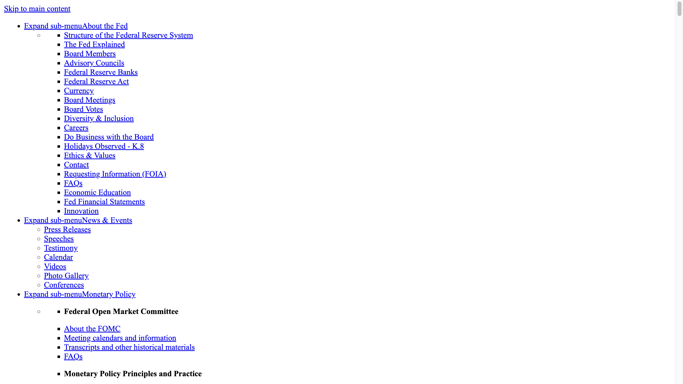 Skip to main content
Expand sub-menuAbout the Fed
Structure of the Federal Reserve System
The Fed Explained
Board Members
Advisory Councils
Federal Reserve Banks
Federal Reserve Act
Currency
Board Meetings
Board Votes
Diversity & Inclusion
Careers
Do Business with the Board
Holidays Observed - K.8
Ethics & Values
Contact
Requesting Information (FOIA)
FAQs
Economic Education
Fed Financial Statements
Innovation
Expand sub-menuNews & Events
Press Releases
Speeches
Testimony
Calendar
Videos
Photo Gallery
Conferences
Expand sub-menuMonetary Policy
Federal Open Market Committee
About the FOMC
Meeting calendars and information
Transcripts and other historical materials
FAQs
Monetary Policy Principles and Practice